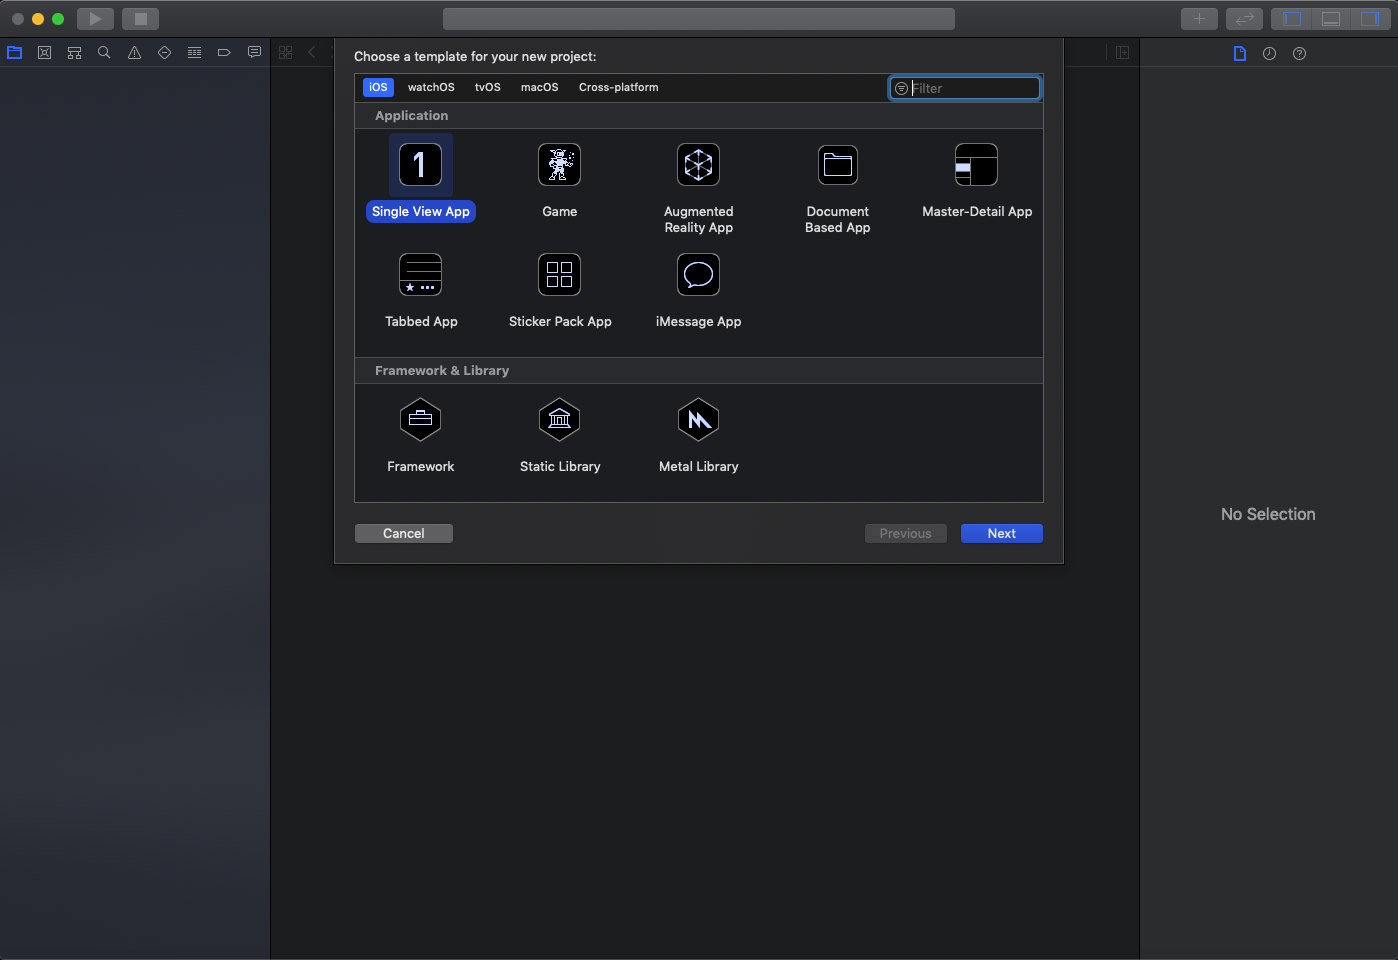 Choose a template for your new project:
iOS watchOS tvOS macOS Cross-platform Filter
Application
1
Single View App Game Augmented Reality App Document Based App Master-Detail App
Tabbed App Sticker Pack App iMessage App
Framework & Library
Framework Static Library Metal Library
No Selection
Cancel Previous Next